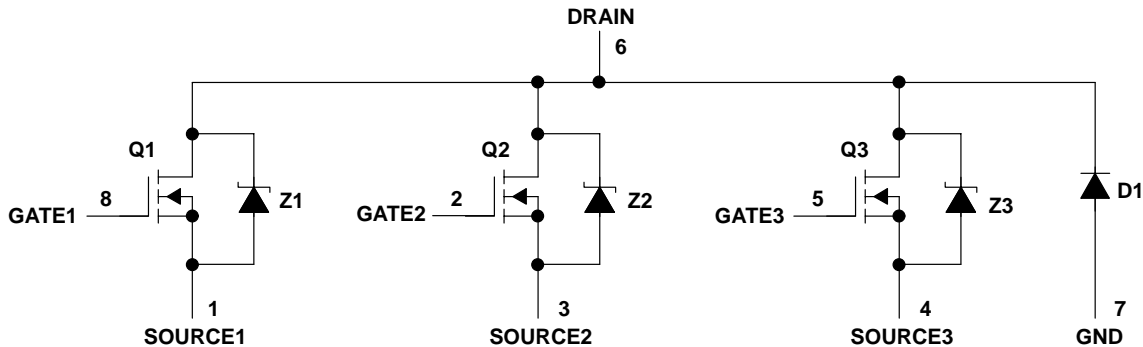 DRAIN
6
Q1
Q2
Q3
8
2
5
Z1
Z2
Z3
D1
GATE1
GATE2
GATE3
1
3
4
7
SOURCE1
SOURCE2
SOURCE3
GND